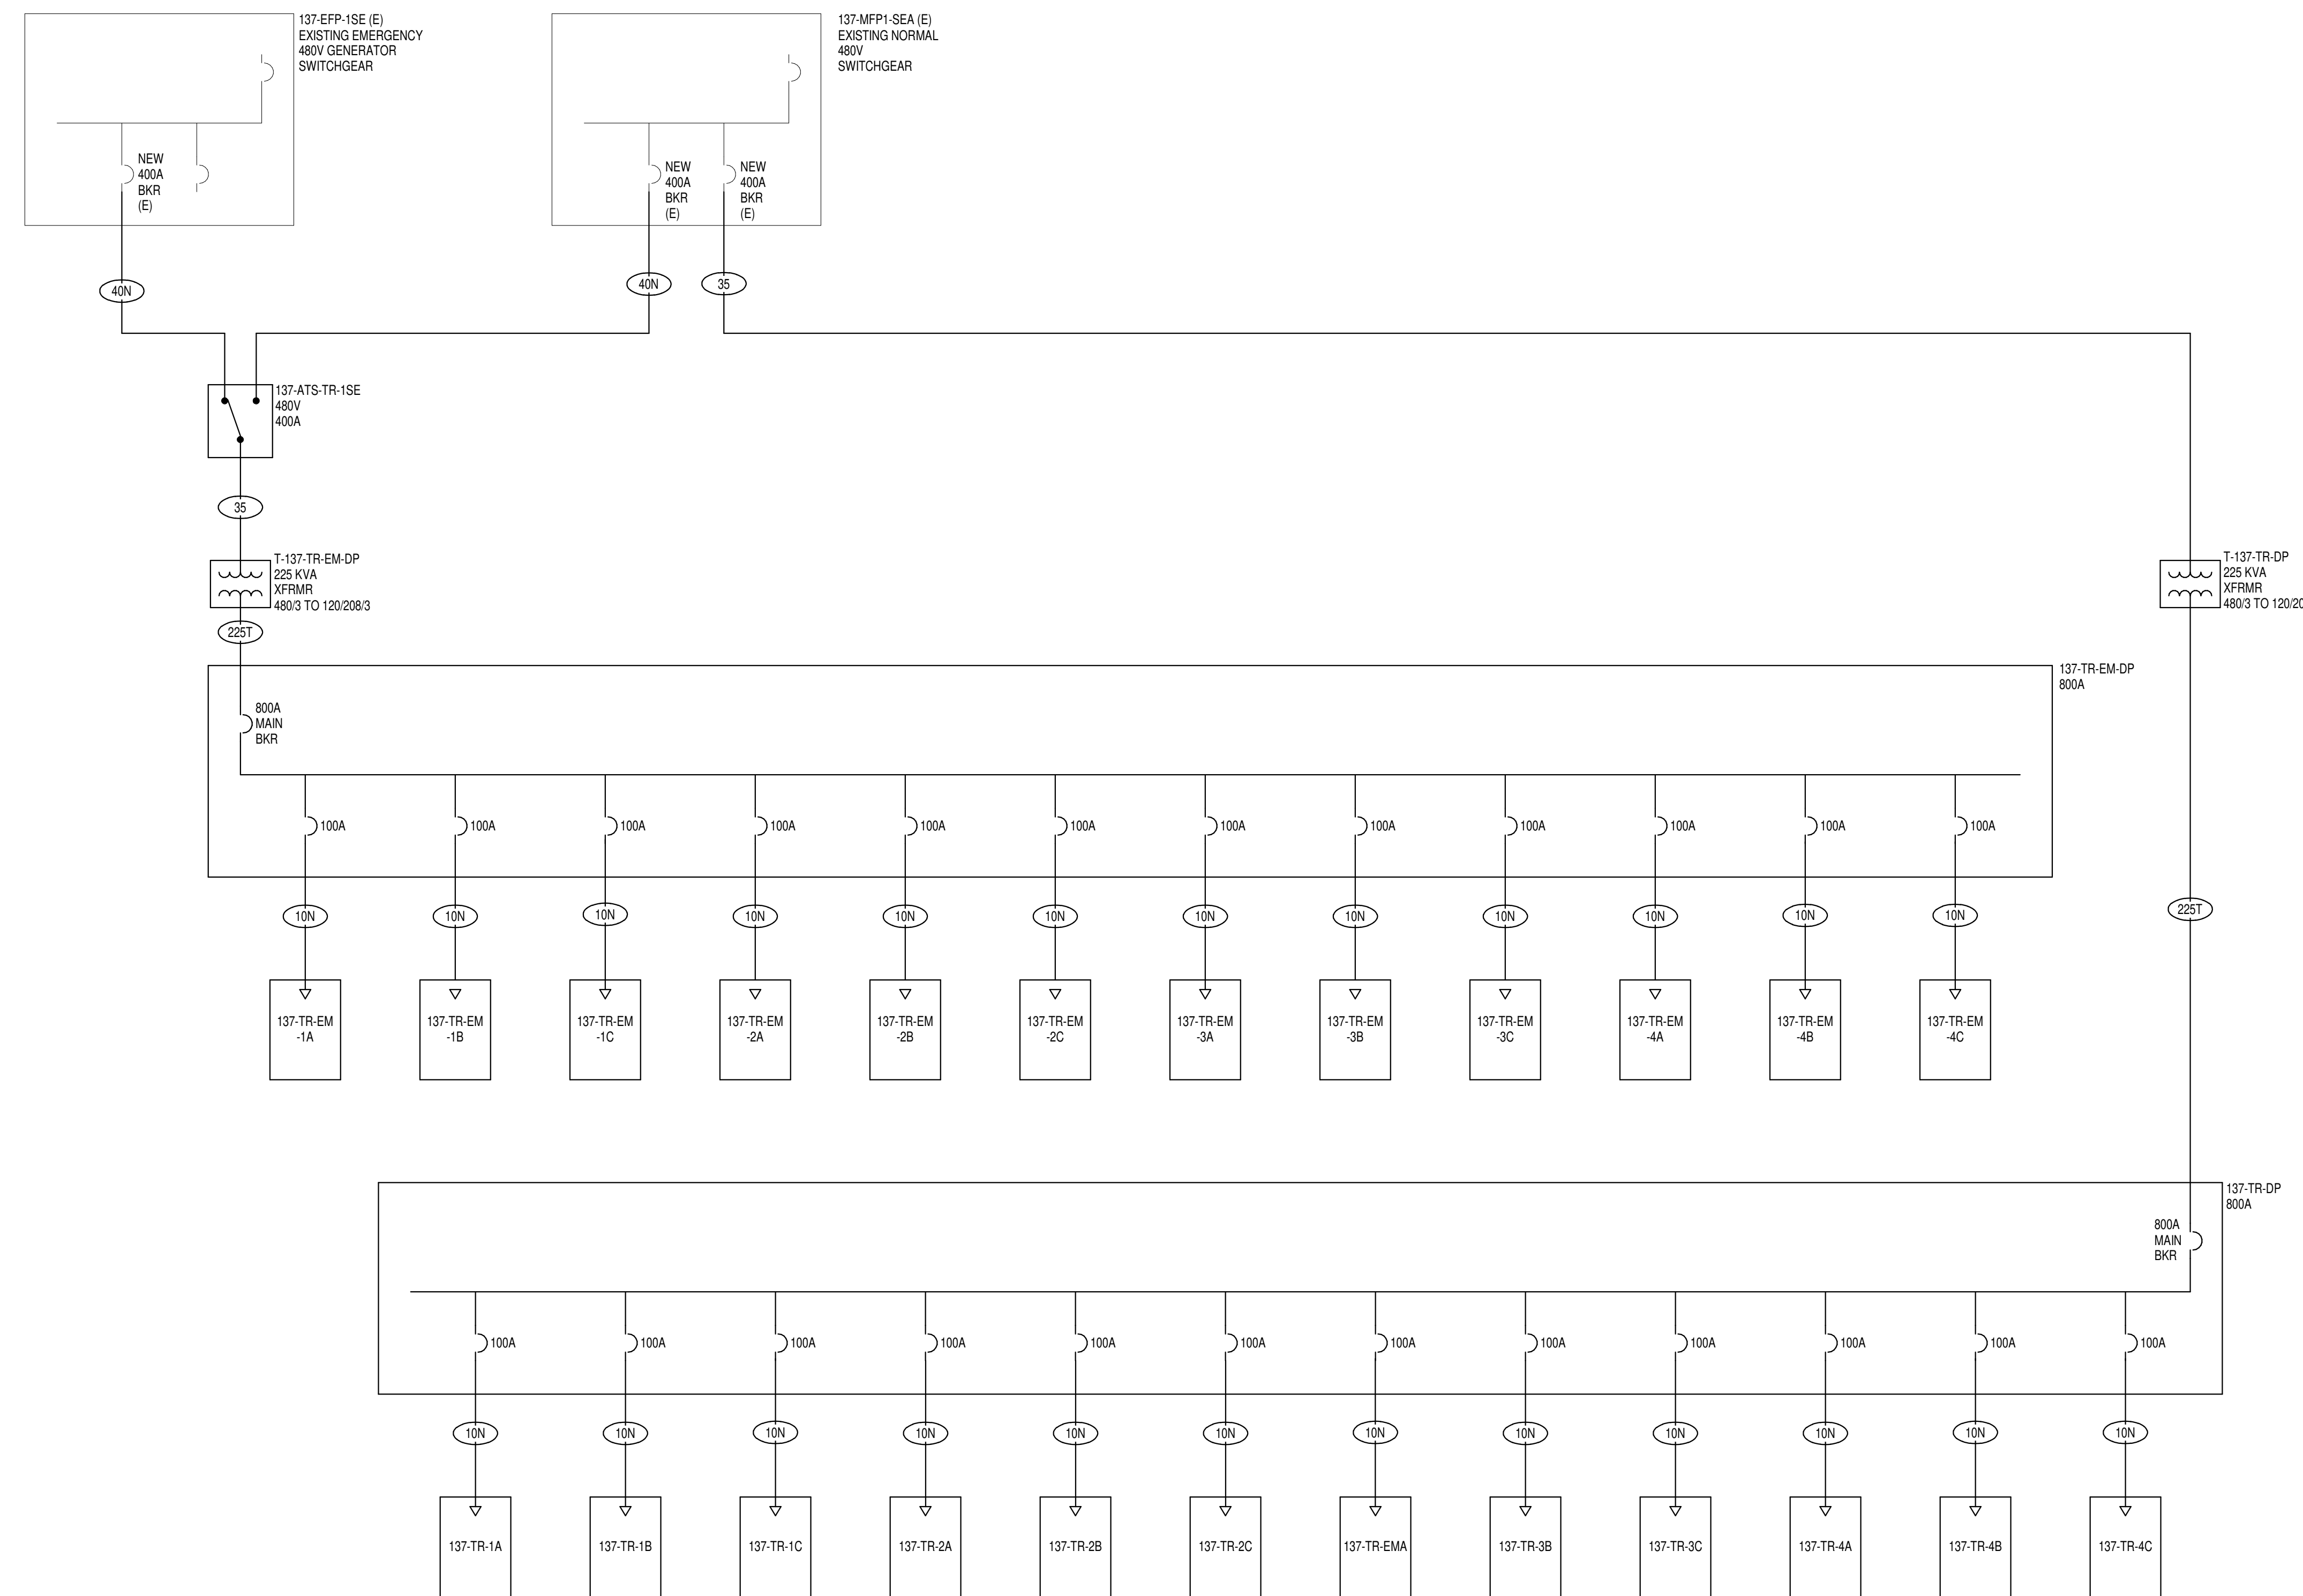 137-EFP-1SE (E)
EXISTING EMERGENCY
480V GENERATOR
SWITCHGEAR
137-MFP1-SEA (E)
EXISTING NORMAL
480V
SWITCHGEAR
NEW
400A
BKR
(E)
NEW
400A
BKR
(E)
NEW
400A
BKR
(E)
40N
40N
35
137-ATS-TR-1SE
480V
400A
35
T-137-TR-EM-DP
225 KVA
XFRMR
480/3 TO 120/208/3
T-137-TR-DP
225 KVA
XFRMR
480/3 TO 120/20
225T
137-TR-EM-DP
800A
800A
MAIN
BKR
100A 100A 100A 100A 100A 100A 100A 100A 100A 100A 100A 100A
10N 10N 10N 10N 10N 10N 10N 10N 10N 10N 10N 10N
225T
137-TR-EM 137-TR-EM 137-TR-EM 137-TR-EM 137-TR-EM 137-TR-EM 137-TR-EM 137-TR-EM 137-TR-EM 137-TR-EM 137-TR-EM 137-TR-EM
-1A -1B -1C -2A -2B -2C -3A -3B -3C -4A -4B -4C
137-TR-DP
800A
800A
MAIN
BKR
100A 100A 100A 100A 100A 100A 100A 100A 100A 100A 100A 100A
10N 10N 10N 10N 10N 10N 10N 10N 10N 10N 10N 10N
137-TR-1A 137-TR-1B 137-TR-1C 137-TR-2A 137-TR-2B 137-TR-2C 137-TR-EMA 137-TR-3B 137-TR-3C 137-TR-4A 137-TR-4B 137-TR-4C